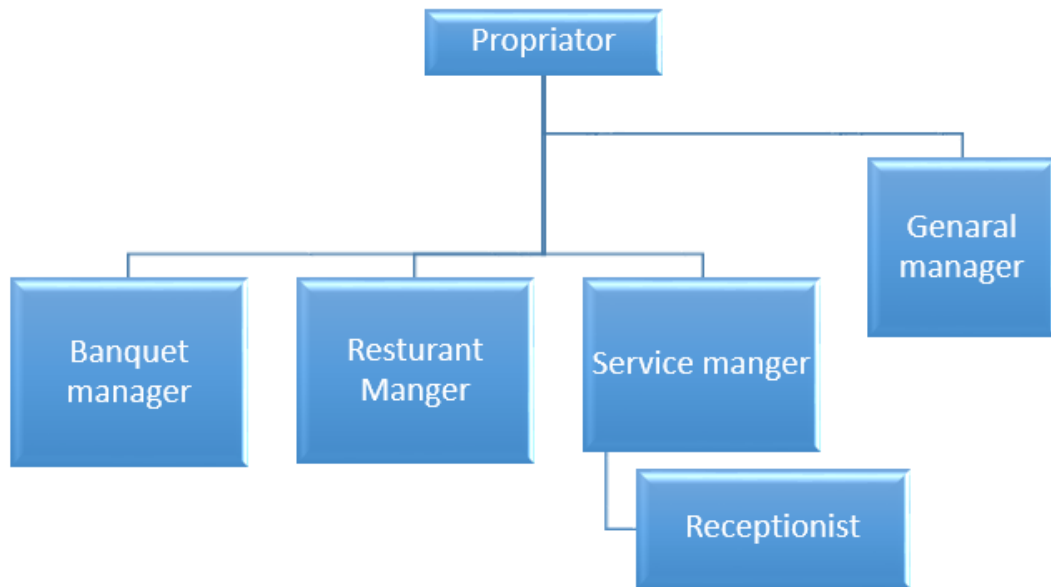 Propriator
Genaral
manager
Banquet
manager
Resturant
Manger
Service manger
Receptionist